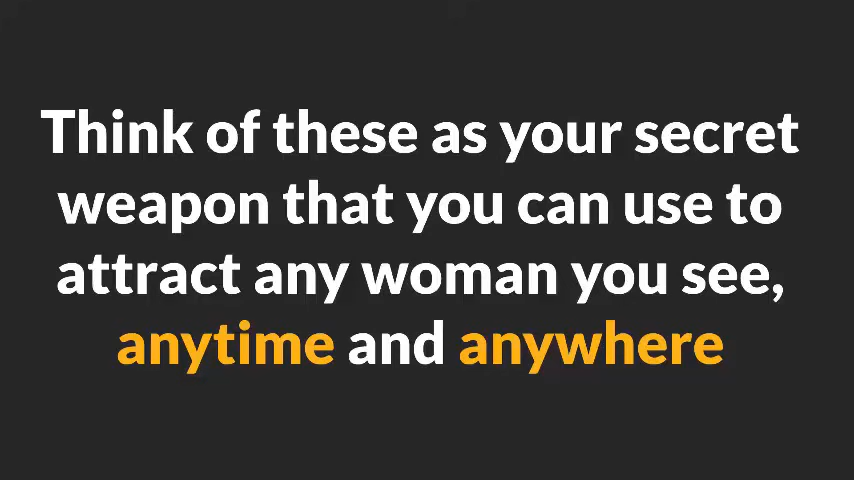 Think of these as your secret
weapon that you can use to
attract any woman you see,
anytime and anywhere